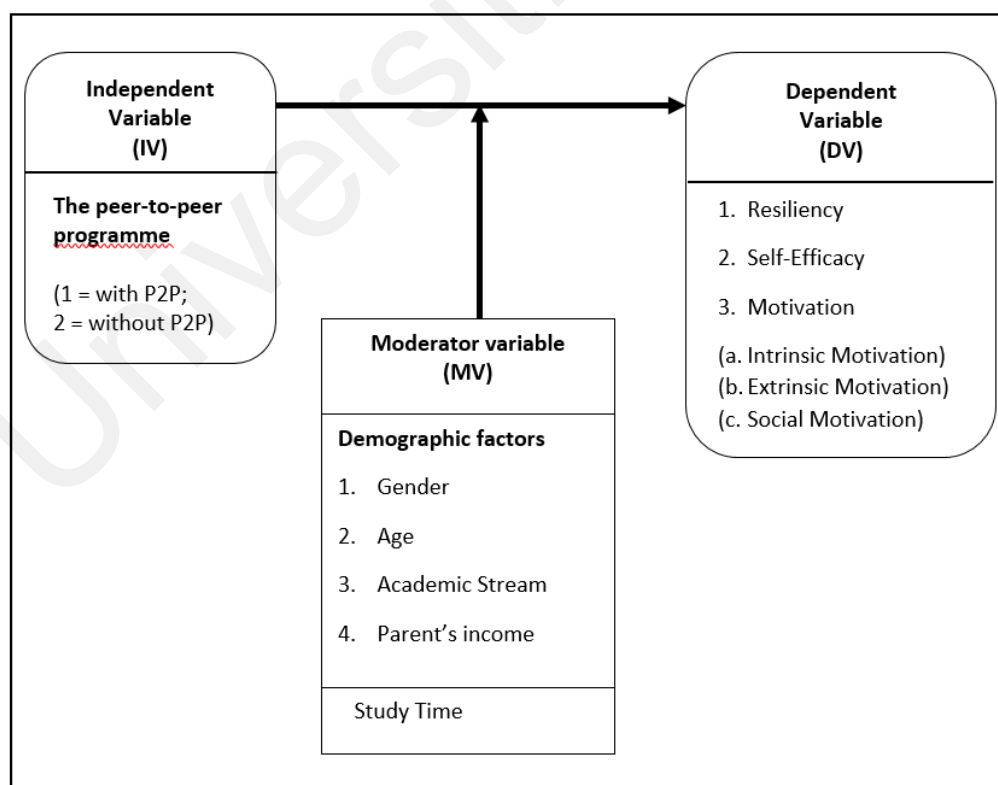 Independent
Variable
(IV)
The peer-to-peer
programme
(1 = with P2P;
2 = without P2P)
Moderator variable
(MV)
Demographic factors
1. Gender
2. Age
3. Academic Stream
4. Parent’s income
Study Time
Dependent
Variable
(DV)
1. Resiliency
2. Self-Efficacy
3. Motivation
(a. Intrinsic Motivation)
(b. Extrinsic Motivation)
(c. Social Motivation)
Universiti